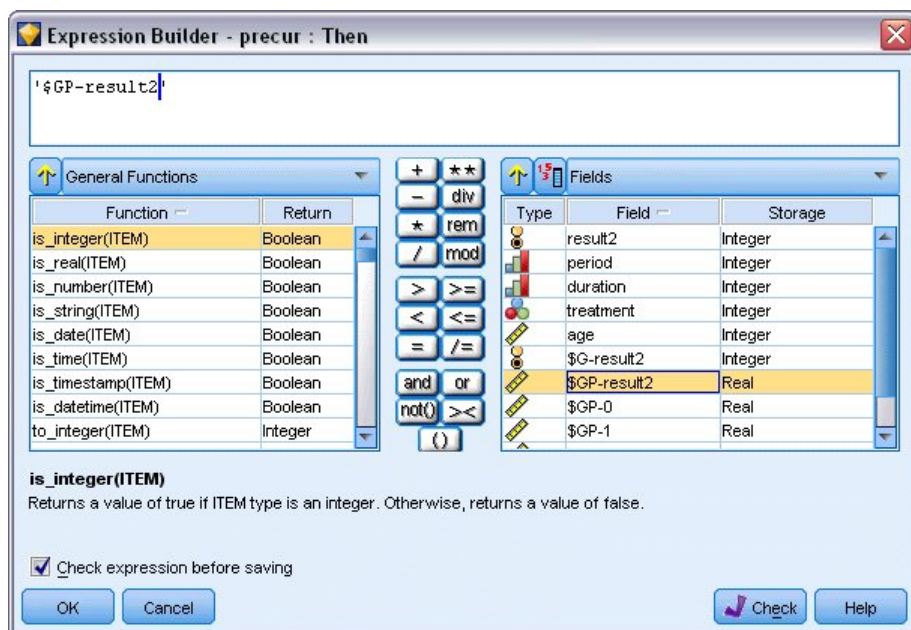 Expression Builder - precur : Then
'$GP-result2'
General Functions
Function Return
is_integer(ITEM) Boolean
is_real(ITEM) Boolean
is_number(ITEM) Boolean
is_string(ITEM) Boolean
is_date(ITEM) Boolean
is_time(ITEM) Boolean
is_timestamp(ITEM) Boolean
is_datetime(ITEM) Boolean
to_integer(ITEM) Integer
+ **
- div
* rem
/ mod
> >=
< <=
= /=
and or
not() ><
()
Fields
Type Field Storage
result2 Integer
period Integer
duration Integer
treatment Integer
age Integer
$G-result2 Integer
$GP-result2 Real
$GP-0 Real
$GP-1 Real
is_integer(ITEM)
Returns a value of true if ITEM type is an integer. Otherwise, returns a value of false.
Check expression before saving
OK Cancel Check Help